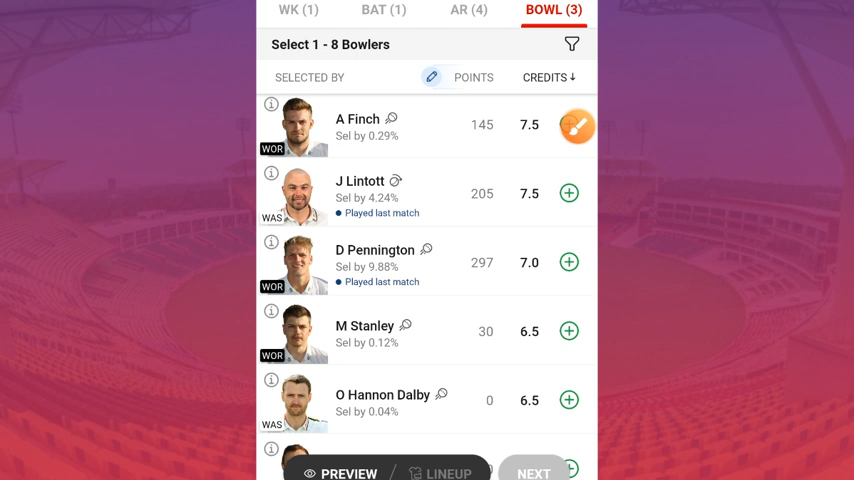 WK (1) BAT (1) AR (4) BOWL (3)
Select 1 - 8 Bowlers
SELECTED BY POINTS CREDITS↓
A Finch
Sel by 0.29%
145 7.5
WOR
J Lintott
Sel by 4.24%
Played last match
205 7.5
WAS
D Pennington
Sel by 9.88%
Played last match
297 7.0
WOR
M Stanley
Sel by 0.12%
30 6.5
WOR
O Hannon Dalby
Sel by 0.04%
0 6.5
WAS
PREVIEW / LINEUP NEXT